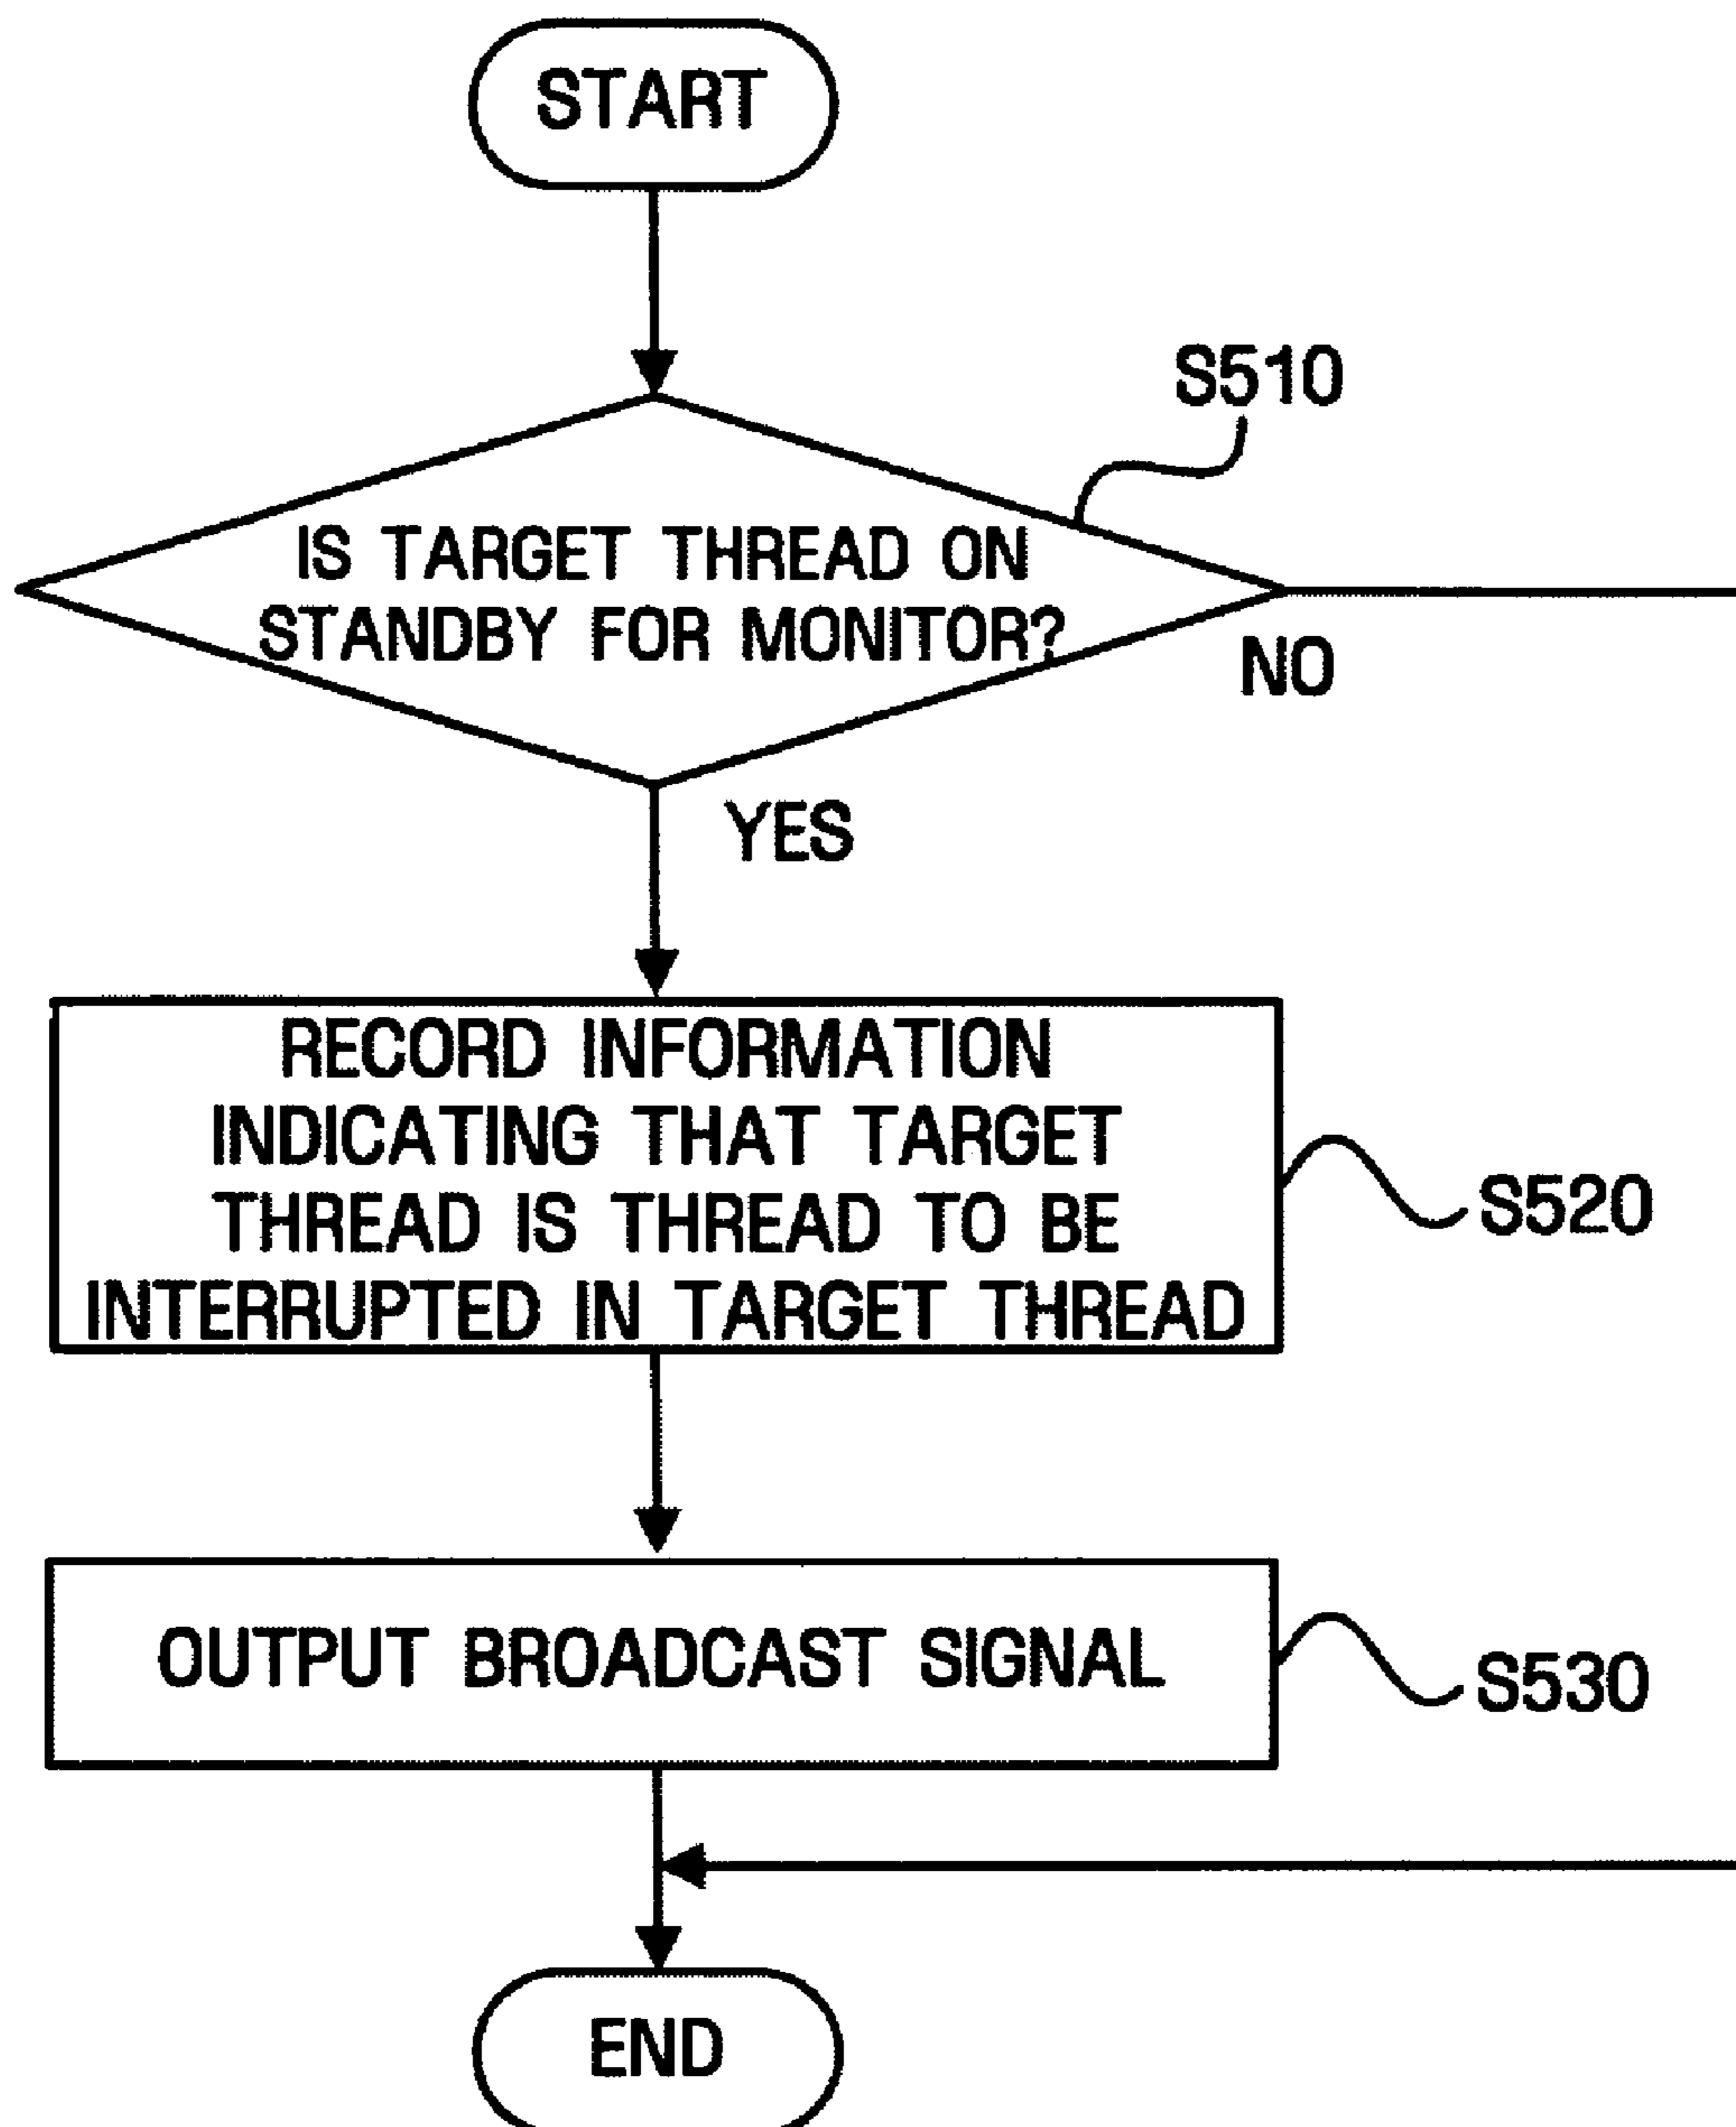 START
S510
IS TARGET THREAD ON
STANDBY FOR MONITOR?
NO
YES
RECORD INFORMATION
INDICATING THAT TARGET
THREAD IS THREAD TO BE
INTERRUPTED IN TARGET THREAD
S520
OUTPUT BROADCAST SIGNAL
S530
END